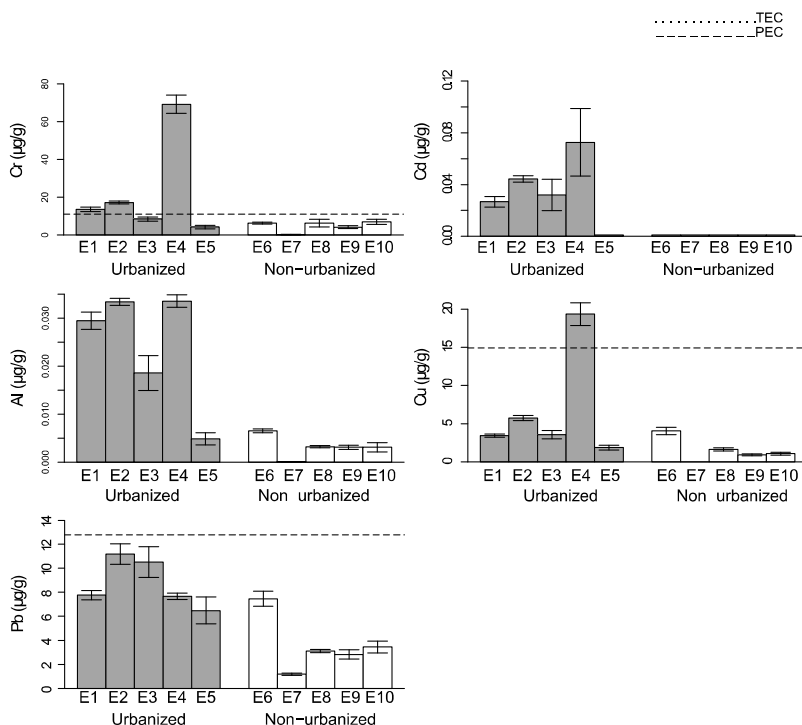 TEC
PEC
Cr (µg/g)
80
60
40
20
0
E1 E2 E3 E4 E5 E6 E7 E8 E9 E10
Urbanized Non-urbanized
Cd (µg/g)
0.12
0.08
0.04
0.00
E1 E2 E3 E4 E5 E6 E7 E8 E9 E10
Urbanized Non-urbanized
Al (µg/g)
0.030
0.020
0.010
0.000
E1 E2 E3 E4 E5 E6 E7 E8 E9 E10
Urbanized Non urbanized
Cu (µg/g)
20
15
10
5
0
E1 E2 E3 E4 E5 E6 E7 E8 E9 E10
Urbanized Non-urbanized
Pb (µg/g)
14
12
10
8
6
4
2
0
E1 E2 E3 E4 E5 E6 E7 E8 E9 E10
Urbanized Non-urbanized